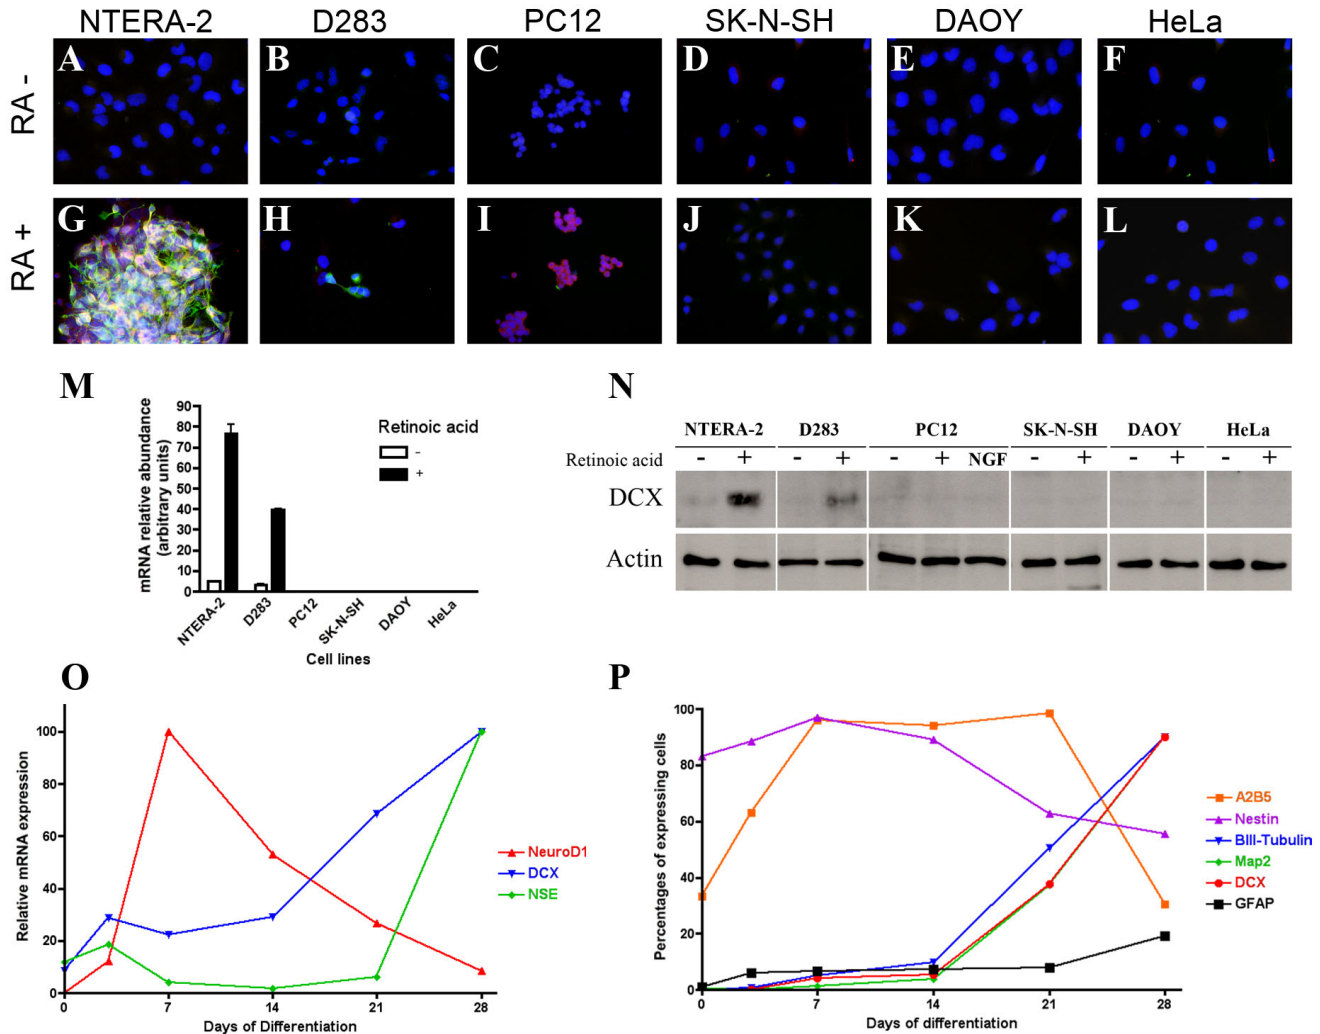 NTERA-2 D283 PC12 SK-N-SH DAOY HeLa
RA -
A B C D E F
RA +
G H I J K L
M
mRNA relative abundance
(arbitrary units)
90
80
70
60
50
40
30
20
10
0
Retinoic acid
-
+
NTERA-2 D283 PC12 SK-N-SH DAOY HeLa
Cell lines
N
NTERA-2 D283 PC12 SK-N-SH DAOY HeLa
Retinoic acid - + - + - + NGF - + - + - +
DCX
Actin
O
Relative mRNA expression
100
80
60
40
20
0
0 7 14 21 28
Days of Differentiation
NeuroD1
DCX
NSE
P
Percentages of expressing cells
100
80
60
40
20
0
0 7 14 21 28
Days of differentiation
A2B5
Nestin
BIII-Tubulin
Map2
DCX
GFAP